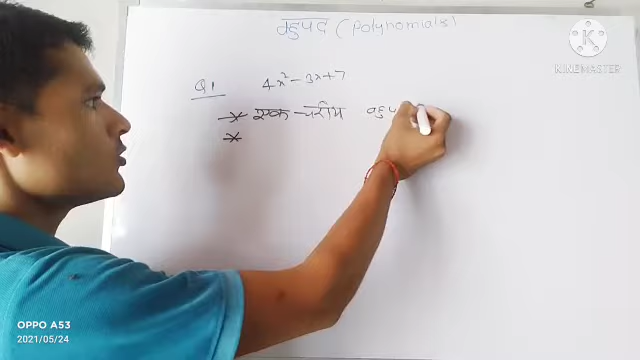 बहुपद (Polynomials)
KINEMASTER
Q1 4x² - 3x + 7
* एक चरीय बहुप
*
OPPO A53
2021/05/24